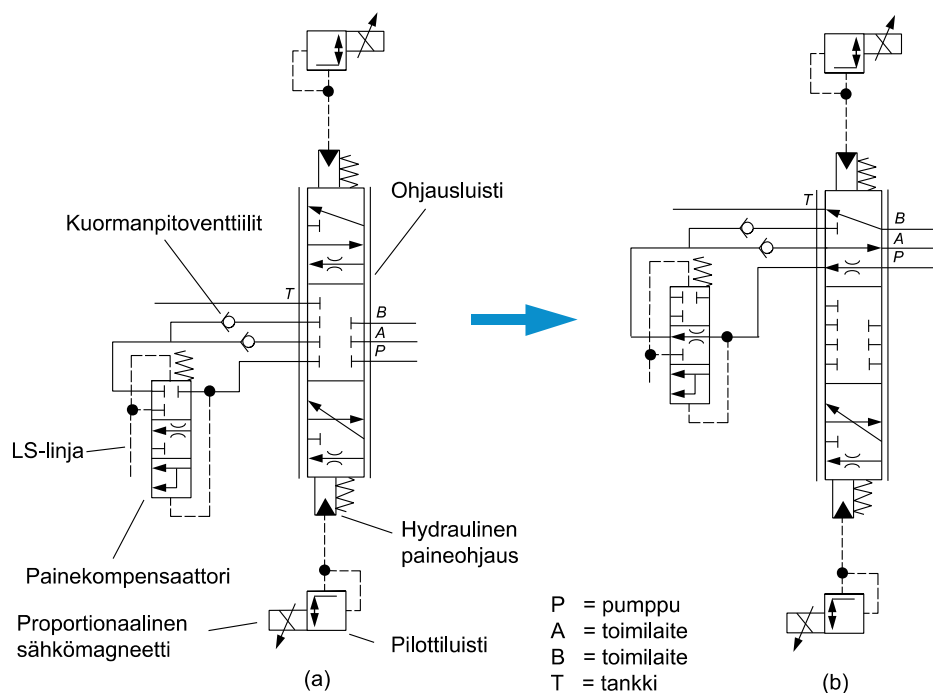 Ohjausluisti
Kuormanpitoventtiilit
T
B
A
P
LS-linja
Painekompensaattori
Hydraulinen
paineohjaus
Proportionaalinen
sähkömagneetti
Pilottiluisti
(a)
T
B
A
P
P = pumppu
A = toimilaite
B = toimilaite
T = tankki
(b)